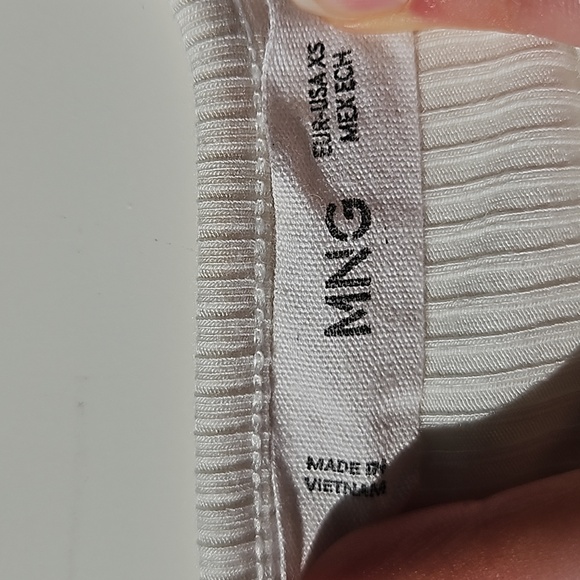 MNG
EUR-USA XS
MEX ECH
MADE IN
VIETNAM